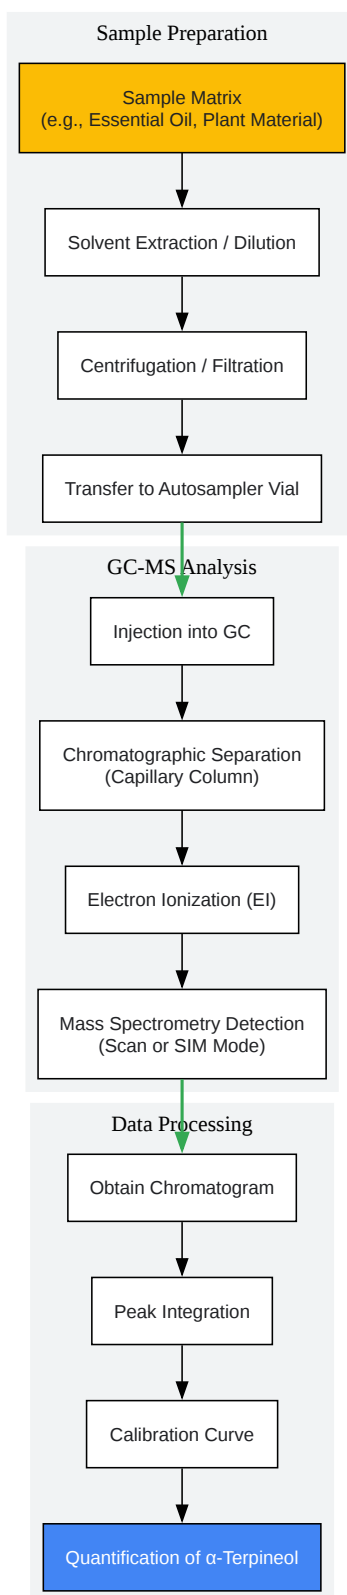 Sample Preparation
Sample Matrix
(e.g., Essential Oil, Plant Material)
Solvent Extraction / Dilution
Centrifugation / Filtration
Transfer to Autosampler Vial
GC-MS Analysis
Injection into GC
Chromatographic Separation
(Capillary Column)
Electron Ionization (EI)
Mass Spectrometry Detection
(Scan or SIM Mode)
Data Processing
Obtain Chromatogram
Peak Integration
Calibration Curve
Quantification of α-Terpineol